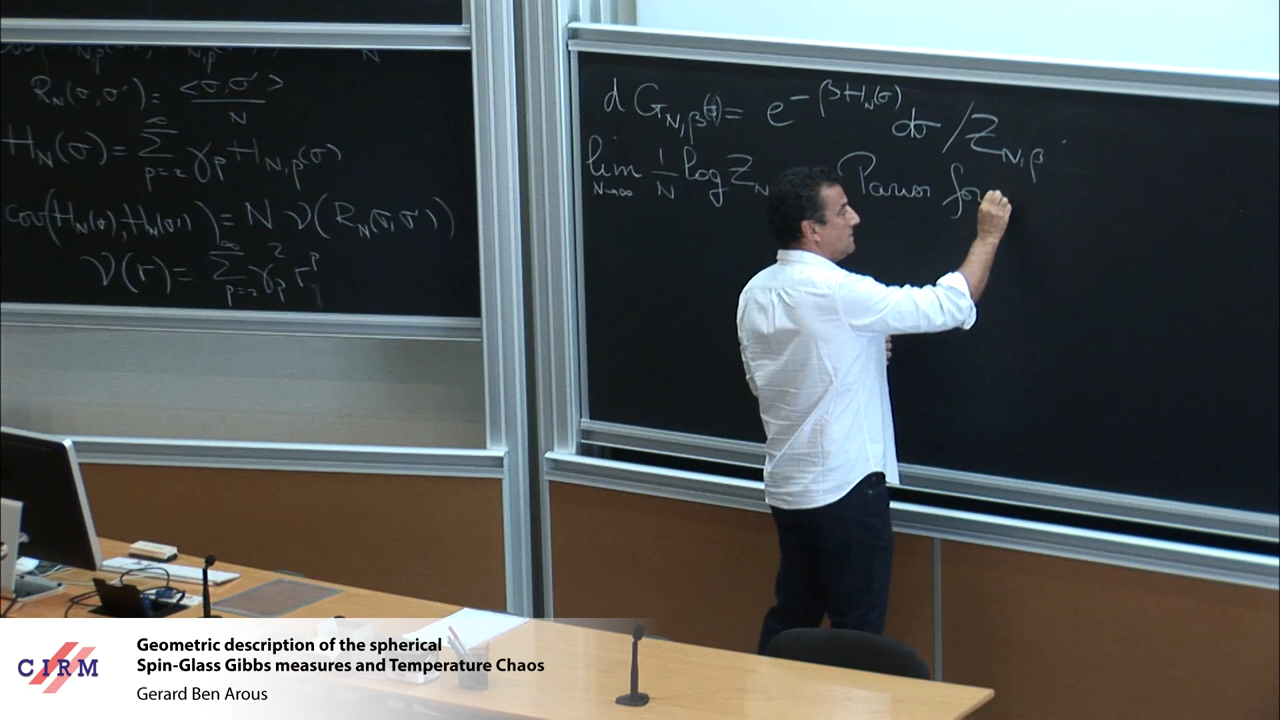 R_N(σ,σ') = <σ,σ'> / N
H_N(σ) = Σ_{p=2}^∞ γ_p H_{N,p}(σ)
cov(H_N(σ), H_N(σ')) = N ν(R_N(σ,σ'))
ν(r) = Σ_{p=2}^∞ γ_p^2 r^p
d G_{N,β}(σ) = e^{-βH_N(σ)} dσ / Z_{N,β}
lim_{N→∞} 1/N log Z_N Parisi for
CIRM
Geometric description of the spherical
Spin-Glass Gibbs measures and Temperature Chaos
Gerard Ben Arous